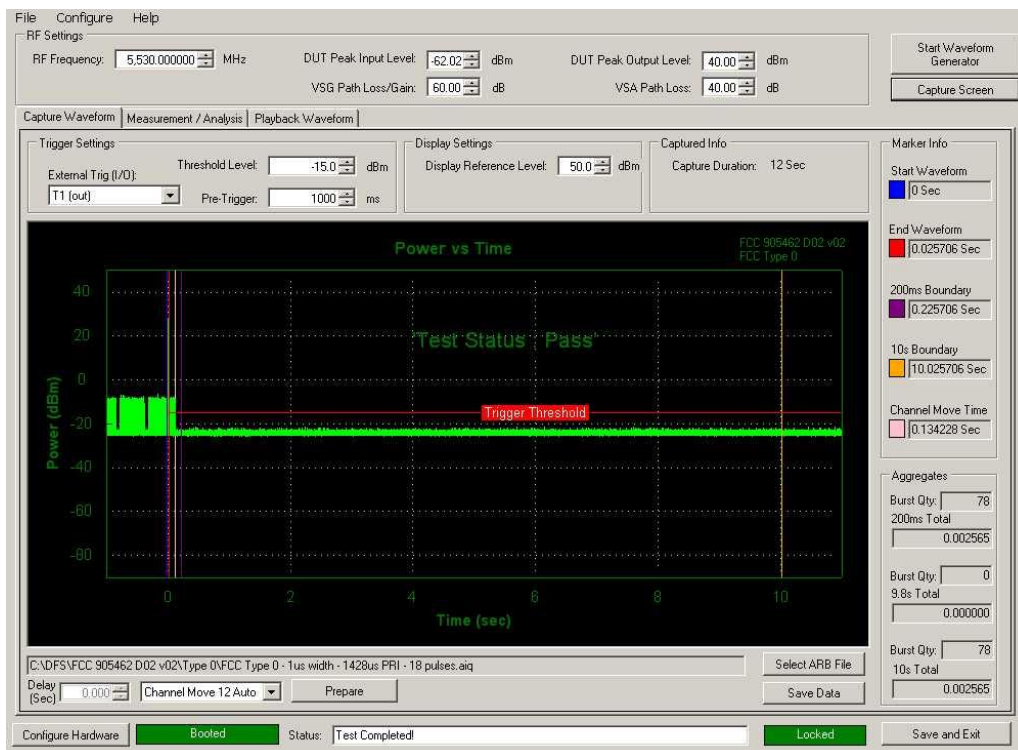 File Configure Help
RF Settings
RF Frequency: 5,530.000000 MHz
DUT Peak Input Level: -62.02 dBm
DUT Peak Output Level: 40.00 dBm
VSG Path Loss/Gain: 60.00 dB
VSA Path Loss: 40.00 dB
Start Waveform Generator
Capture Screen
Capture Waveform Measurement / Analysis Playback Waveform
Trigger Settings
External Trig (I/O):
T1 (out)
Threshold Level: -15.0 dBm
Pre-Trigger: 1000 ms
Display Settings
Display Reference Level: 50.0 dBm
Captured Info
Capture Duration: 12 Sec
Marker Info
Start Waveform
0 Sec
End Waveform
0.025706 Sec
200ms Boundary
0.225706 Sec
10s Boundary
10.025706 Sec
Channel Move Time
0.134228 Sec
Power vs Time
FCC 905462 D02 v02
FCC Type 0
'Test Status : Pass'
Trigger Threshold
Power (dBm)
40
20
0
-20
-40
-60
-80
0 2 4 6 8 10
Time (sec)
Aggregates
Burst Qty: 78
200ms Total
0.002565
Burst Qty: 0
9.8s Total
0.000000
Burst Qty: 78
10s Total
0.002565
C:\DFS\FCC 905462 D02 v02\Type 0\FCC Type 0 - 1us width - 1428us PRI - 18 pulses.aiq
Select ARB File
Delay (Sec) 0.000
Channel Move 12 Auto
Prepare
Save Data
Configure Hardware
Booted
Status: Test Completed!
Locked
Save and Exit